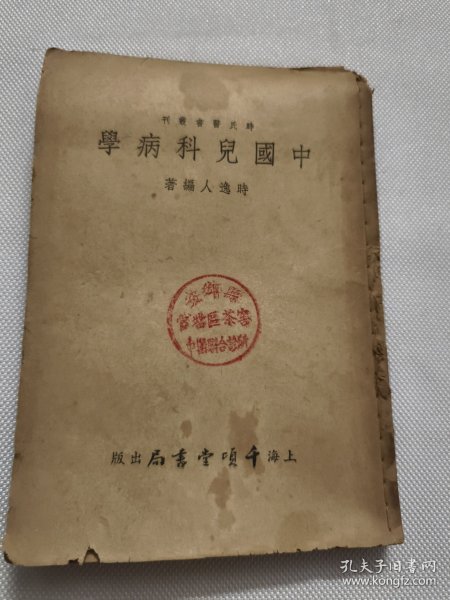 時氏醫書叢刊
中國兒科病學
時逸人編著
上海千頃堂書局出版
孔夫子旧书网
www.kongfz.com